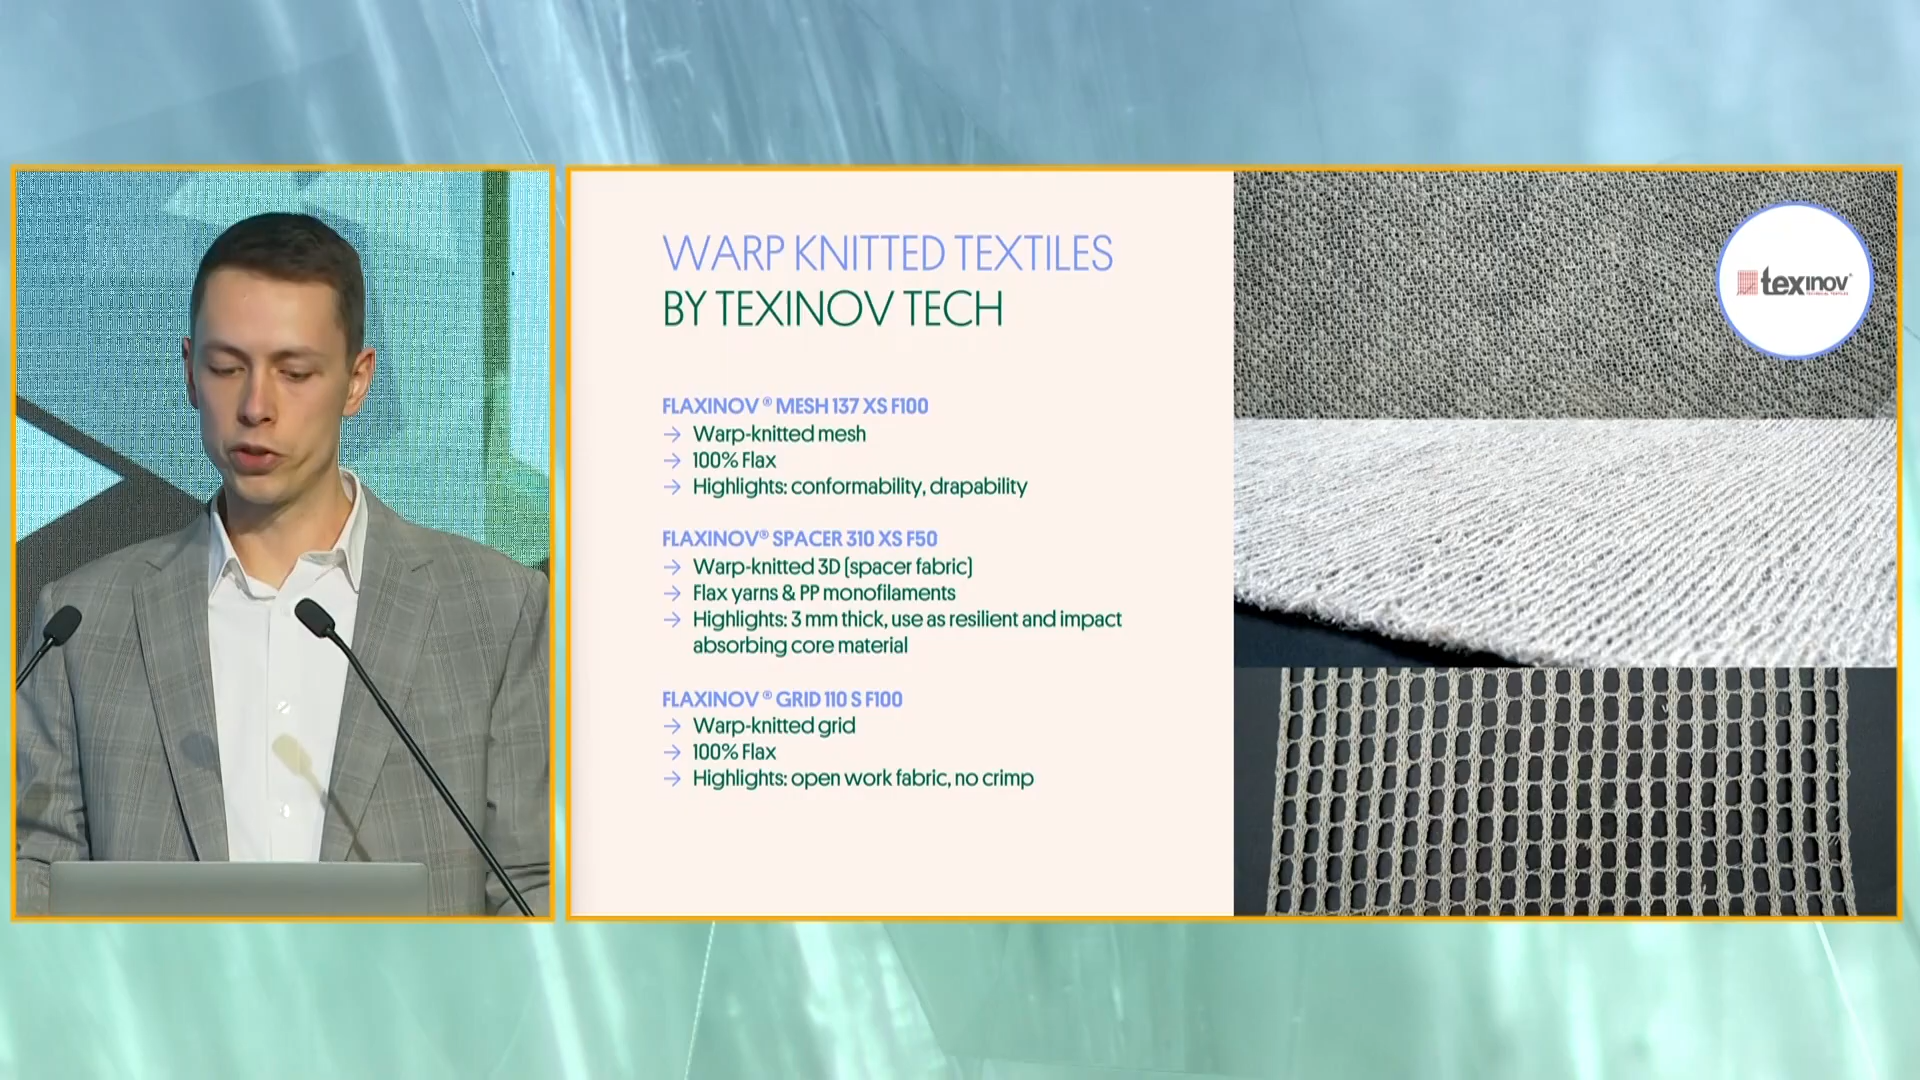 WARP KNITTED TEXTILES
BY TEXINOV TECH
FLAXINOV® MESH 137 XS F100
→ Warp-knitted mesh
→ 100% Flax
→ Highlights: conformability, drapability
FLAXINOV® SPACER 310 XS F50
→ Warp-knitted 3D (spacer fabric)
→ Flax yarns & PP monofilaments
→ Highlights: 3 mm thick, use as resilient and impact
absorbing core material
FLAXINOV® GRID 110 S F100
→ Warp-knitted grid
→ 100% Flax
→ Highlights: open work fabric, no crimp
texinov®
TECHNICAL TEXTILES